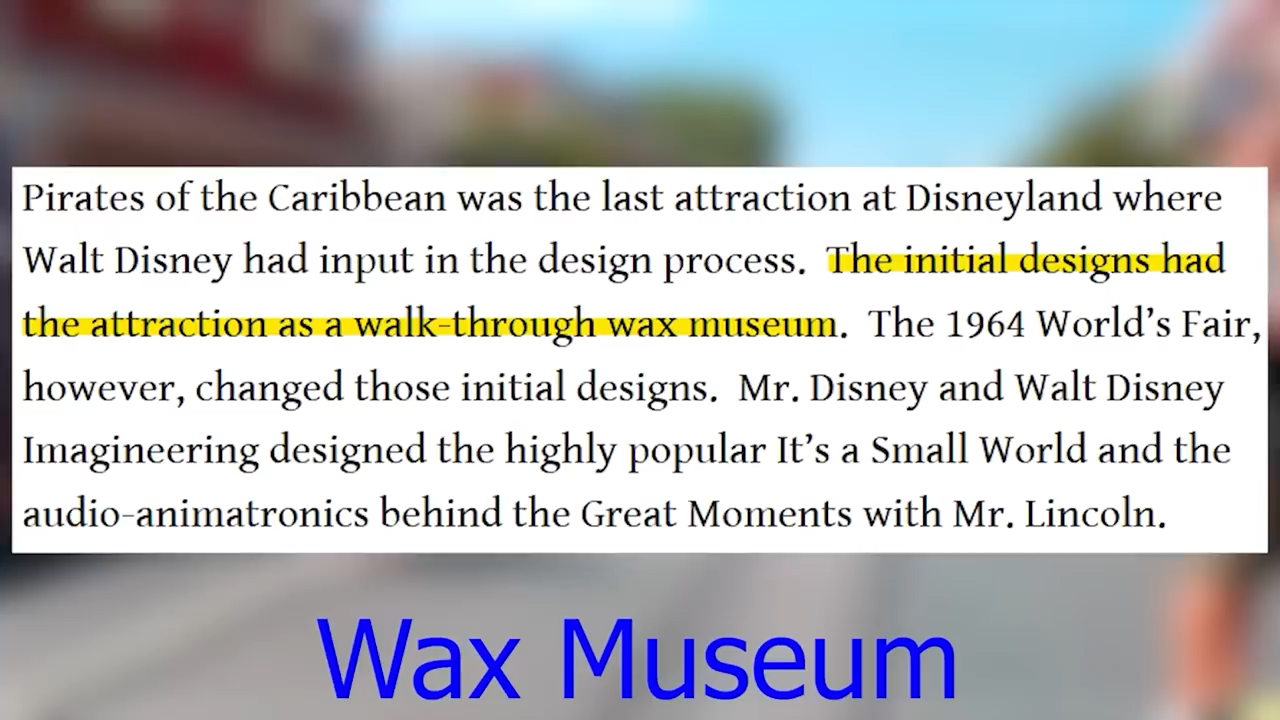 Pirates of the Caribbean was the last attraction at Disneyland where
Walt Disney had input in the design process.  The initial designs had
the attraction as a walk-through wax museum.  The 1964 World’s Fair,
however, changed those initial designs.  Mr. Disney and Walt Disney
Imagineering designed the highly popular It’s a Small World and the
audio-animatronics behind the Great Moments with Mr. Lincoln.
Wax Museum